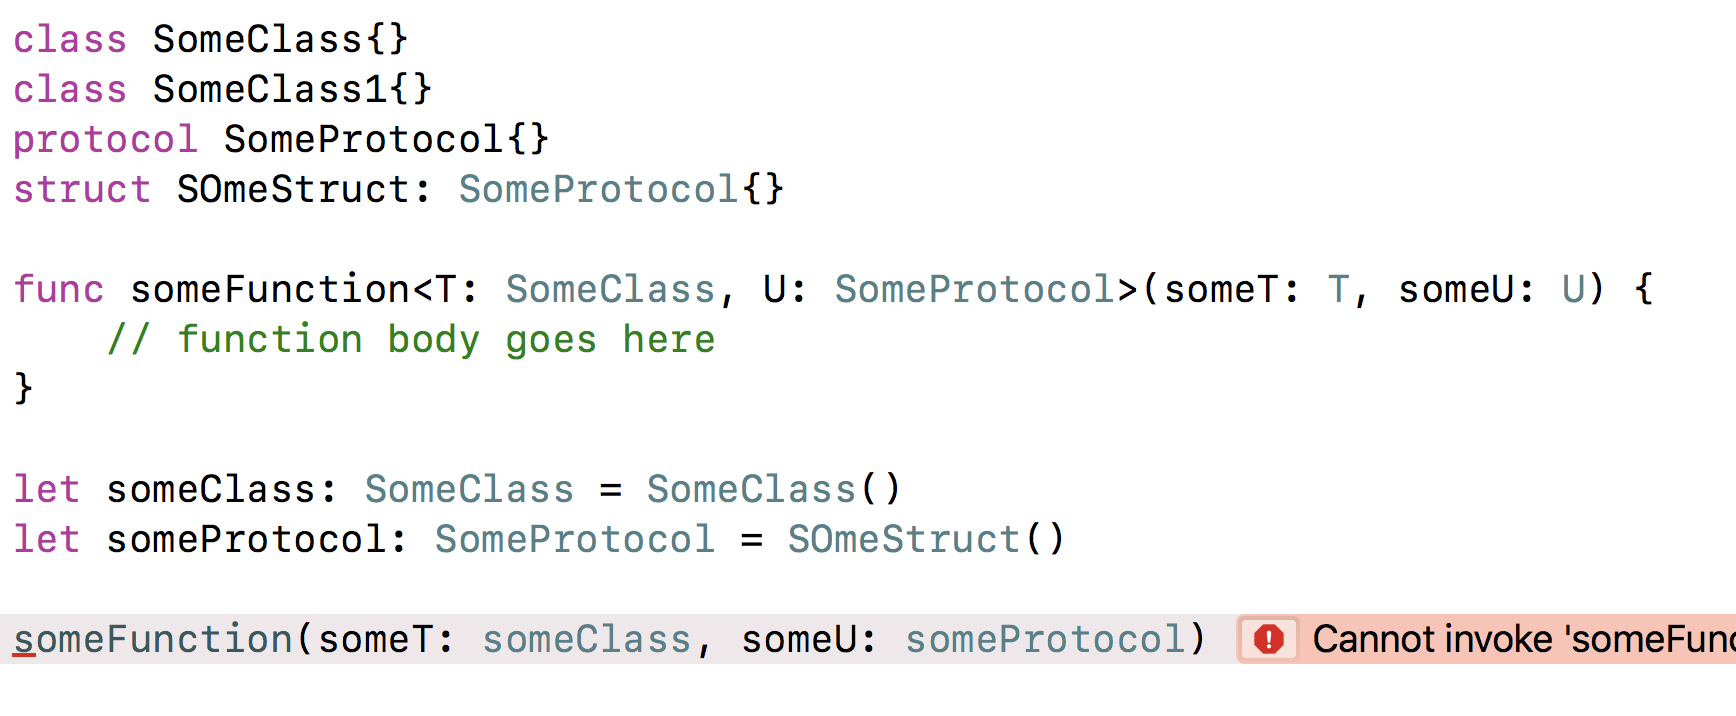 class SomeClass{}
class SomeClass1{}
protocol SomeProtocol{}
struct SOmeStruct: SomeProtocol{}
func someFunction<T: SomeClass, U: SomeProtocol>(someT: T, someU: U) {
// function body goes here
}
let someClass: SomeClass = SomeClass()
let someProtocol: SomeProtocol = SOmeStruct()
someFunction(someT: someClass, someU: someProtocol) Cannot invoke 'someFunc